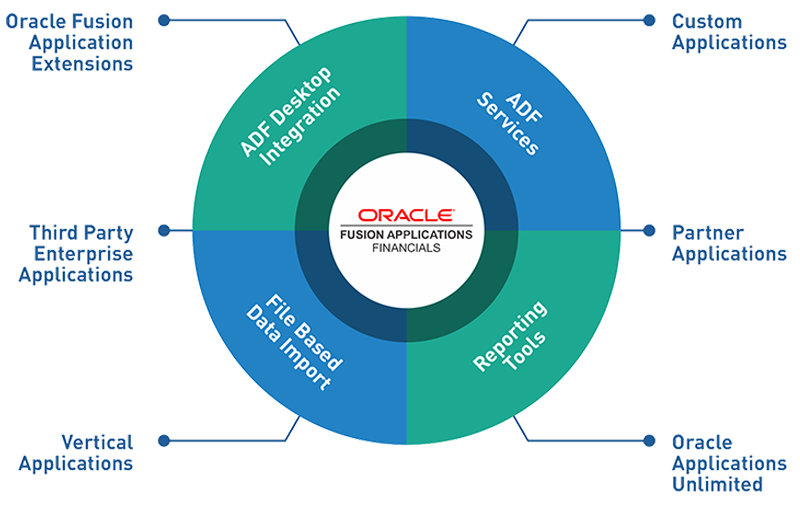 Oracle Fusion
Application
Extensions
Custom
Applications
ADF Desktop
Integration
ADF
Services
ORACLE
FUSION APPLICATIONS
FINANCIALS
Third Party
Enterprise
Applications
Partner
Applications
File Based
Data Import
Reporting
Tools
Vertical
Applications
Oracle
Applications
Unlimited